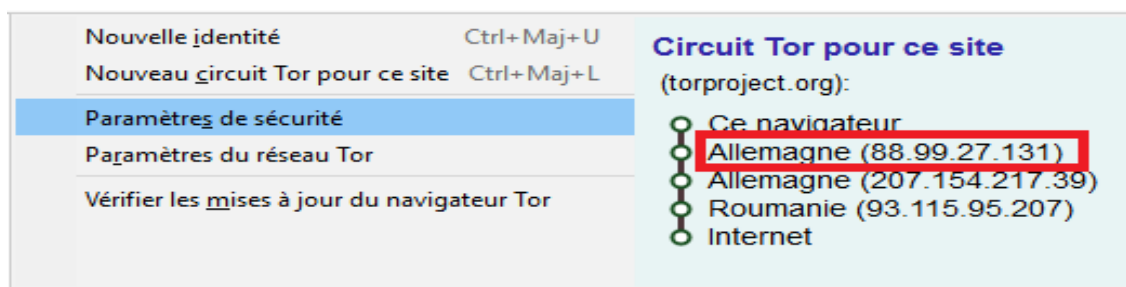 Nouvelle identité Ctrl+Maj+U
Nouveau circuit Tor pour ce site Ctrl+Maj+L
Paramètres de sécurité
Paramètres du réseau Tor
Vérifier les mises à jour du navigateur Tor
Circuit Tor pour ce site
(torproject.org):
Ce navigateur
Allemagne (88.99.27.131)
Allemagne (207.154.217.39)
Roumanie (93.115.95.207)
Internet